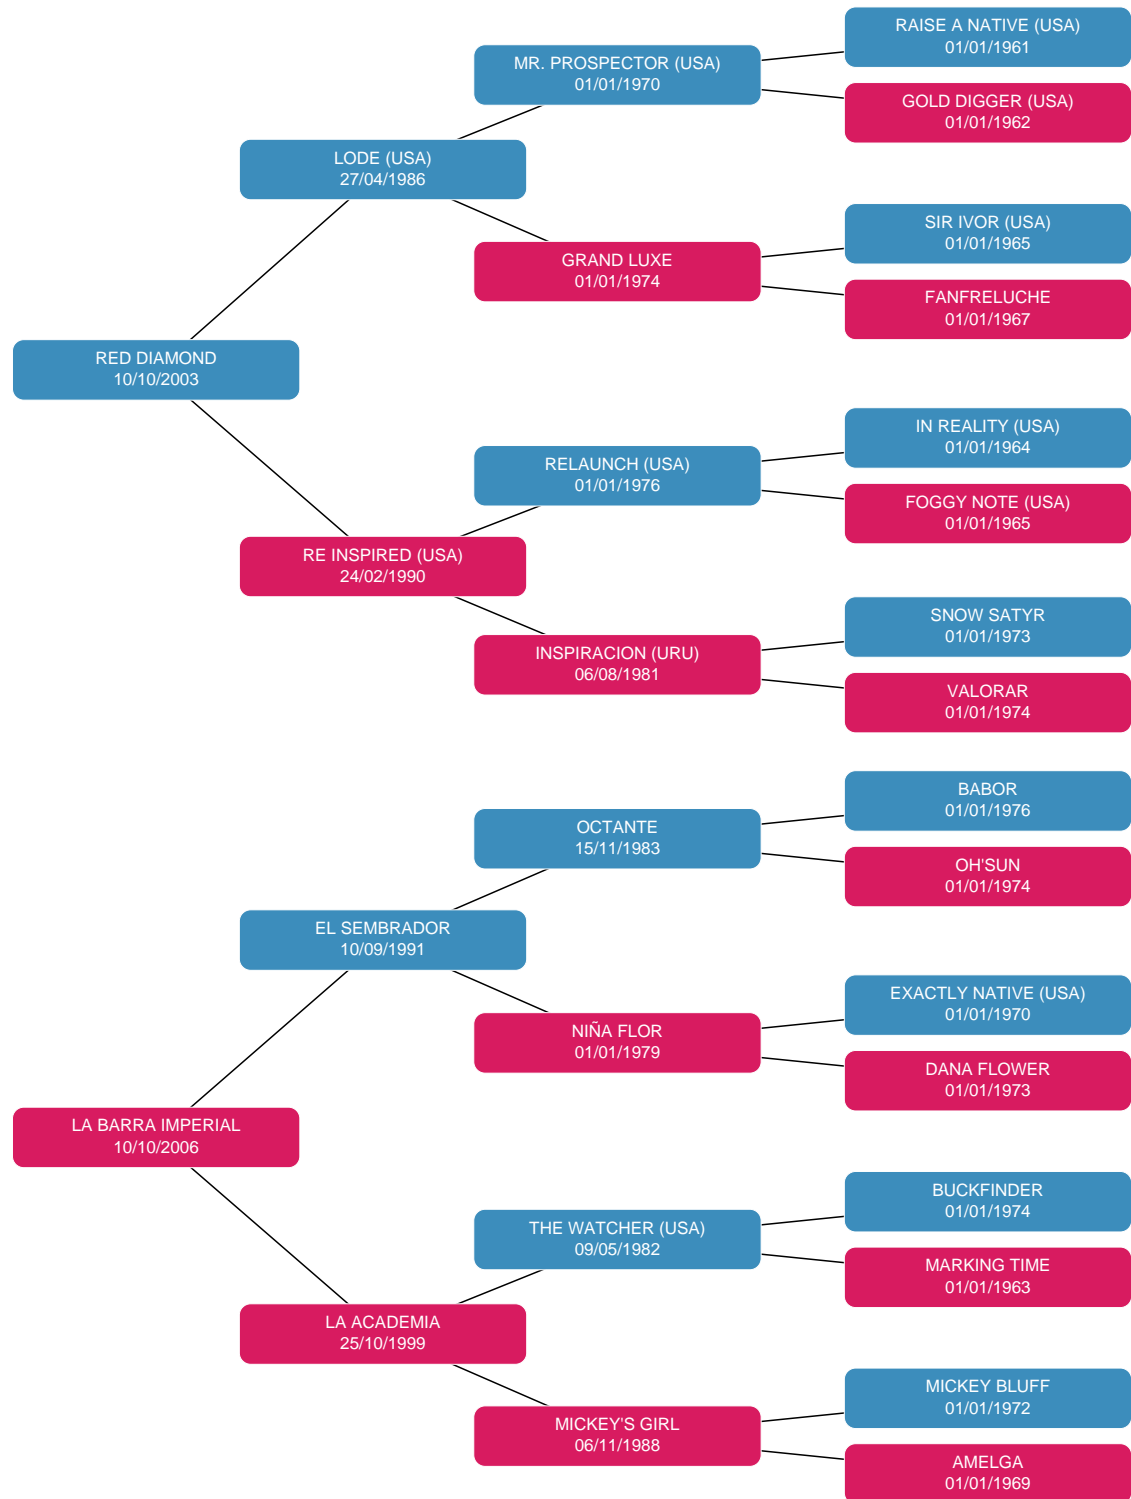 RAISE A NATIVE (USA)
01/01/1961
MR. PROSPECTOR (USA)
01/01/1970
GOLD DIGGER (USA)
01/01/1962
LODE (USA)
27/04/1986
SIR IVOR (USA)
01/01/1965
GRAND LUXE
01/01/1974
FANFRELUCHE
01/01/1967
RED DIAMOND
10/10/2003
IN REALITY (USA)
01/01/1964
RELAUNCH (USA)
01/01/1976
FOGGY NOTE (USA)
01/01/1965
RE INSPIRED (USA)
24/02/1990
SNOW SATYR
01/01/1973
INSPIRACION (URU)
06/08/1981
VALORAR
01/01/1974
BABOR
01/01/1976
OCTANTE
15/11/1983
OH'SUN
01/01/1974
EL SEMBRADOR
10/09/1991
EXACTLY NATIVE (USA)
01/01/1970
NIÑA FLOR
01/01/1979
DANA FLOWER
01/01/1973
LA BARRA IMPERIAL
10/10/2006
BUCKFINDER
01/01/1974
THE WATCHER (USA)
09/05/1982
MARKING TIME
01/01/1963
LA ACADEMIA
25/10/1999
MICKEY BLUFF
01/01/1972
MICKEY'S GIRL
06/11/1988
AMELGA
01/01/1969